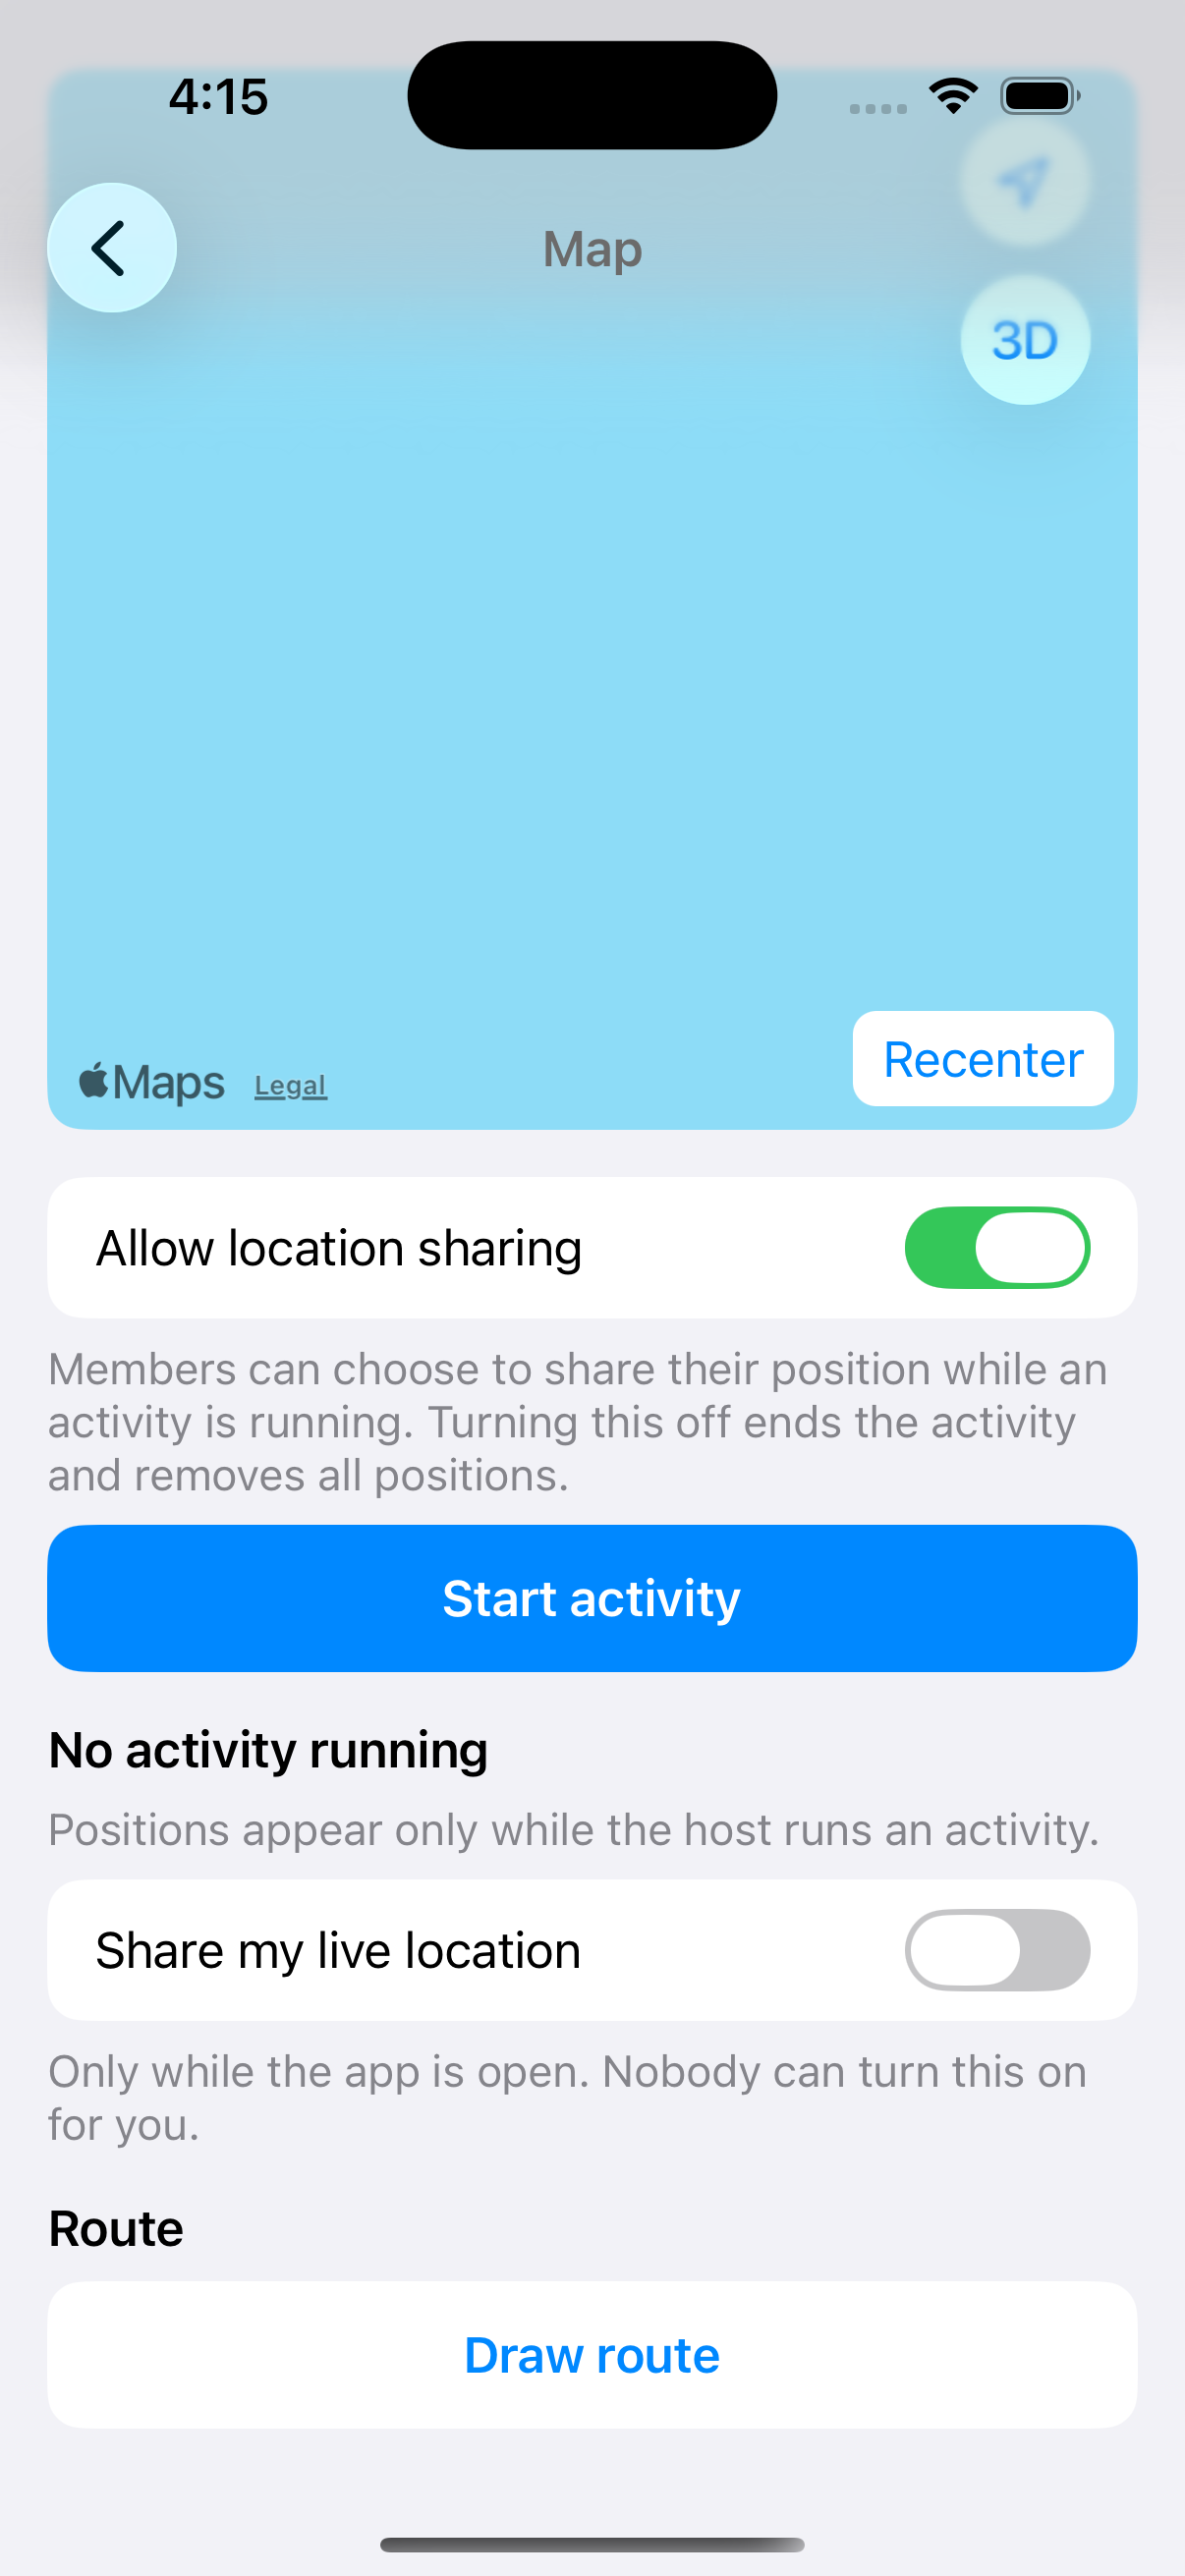 4:15
Map
3D
Maps Legal
Recenter
Allow location sharing
Members can choose to share their position while an
activity is running. Turning this off ends the activity
and removes all positions.
Start activity
No activity running
Positions appear only while the host runs an activity.
Share my live location
Only while the app is open. Nobody can turn this on
for you.
Route
Draw route